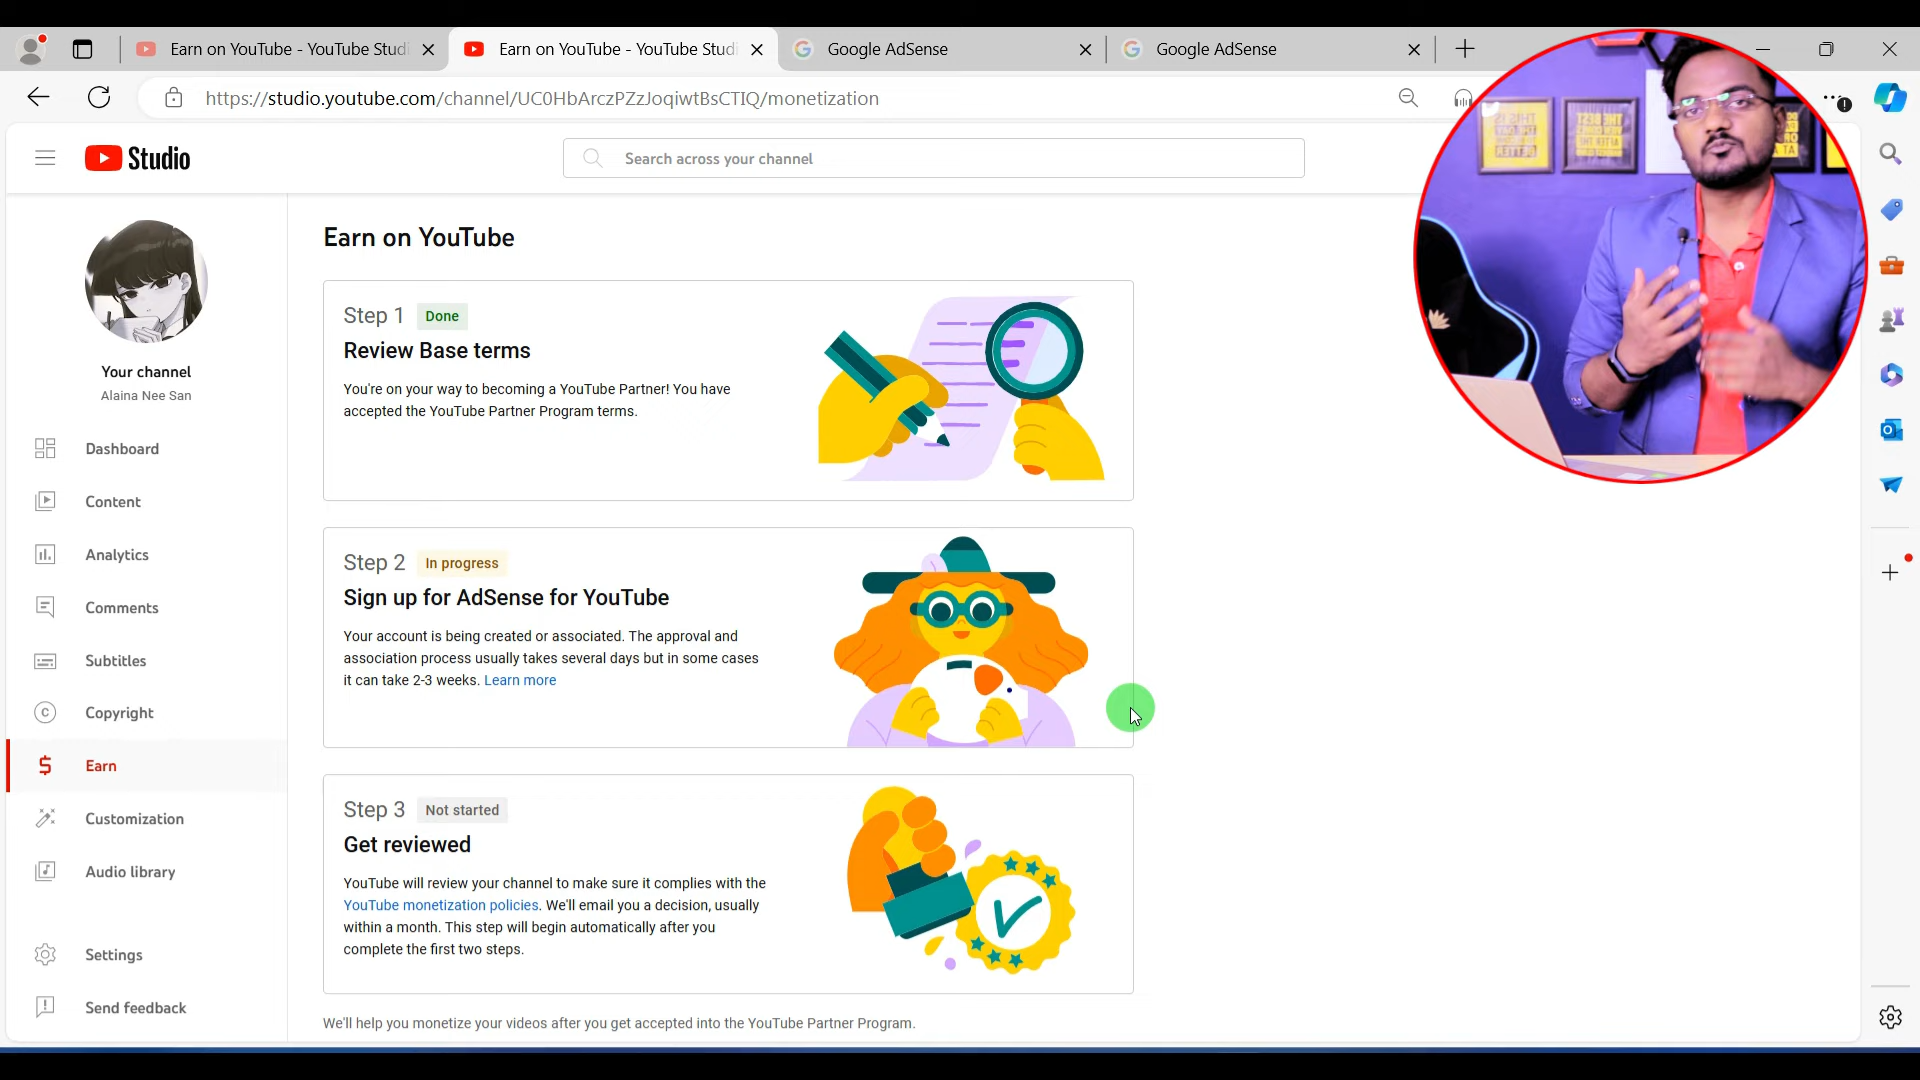 Earn on YouTube - YouTube Studi
Earn on YouTube - YouTube Studi
Google AdSense
Google AdSense
https://studio.youtube.com/channel/UC0HbArczPZzJoqiwtBsCTIQ/monetization
Studio
Search across your channel
Your channel
Alaina Nee San
Dashboard
Content
Analytics
Comments
Subtitles
Copyright
Earn
Customization
Audio library
Settings
Send feedback
Earn on YouTube
Step 1 Done
Review Base terms
You're on your way to becoming a YouTube Partner! You have
accepted the YouTube Partner Program terms.
Step 2 In progress
Sign up for AdSense for YouTube
Your account is being created or associated. The approval and
association process usually takes several days but in some cases
it can take 2-3 weeks. Learn more
Step 3 Not started
Get reviewed
YouTube will review your channel to make sure it complies with the
YouTube monetization policies. We'll email you a decision, usually
within a month. This step will begin automatically after you
complete the first two steps.
We'll help you monetize your videos after you get accepted into the YouTube Partner Program.